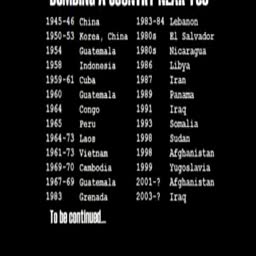 BOMBING A COUNTRY NEAR YOU
1945-46 China
1950-53 Korea, China
1954 Guatemala
1958 Indonesia
1959-61 Cuba
1960 Guatemala
1964 Congo
1965 Peru
1964-73 Laos
1961-73 Vietnam
1969-70 Cambodia
1967-69 Guatemala
1983 Grenada
1983-84 Lebanon
1980s El Salvador
1980s Nicaragua
1986 Libya
1987 Iran
1989 Panama
1991 Iraq
1993 Somalia
1998 Sudan
1998 Afghanistan
1999 Yugoslavia
2001-? Afghanistan
2003-? Iraq
To be continued...